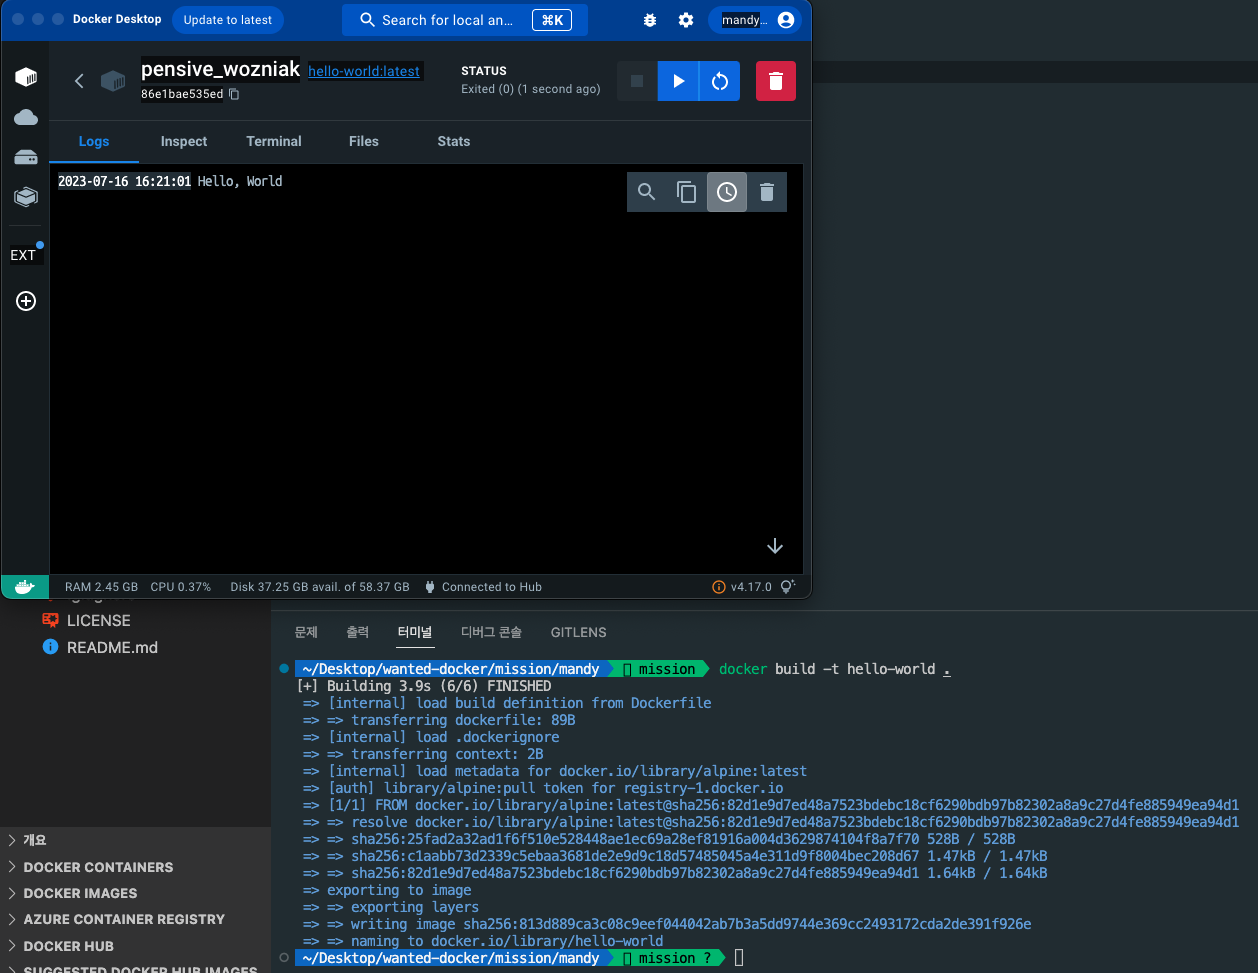 Docker Desktop
Update to latest
Search for local an...
⌘K
mandy...
pensive_wozniak
hello-world:latest
86e1bae535ed
STATUS
Exited (0) (1 second ago)
Logs
Inspect
Terminal
Files
Stats
2023-07-16 16:21:01 Hello, World
EXT
RAM 2.45 GB
CPU 0.37%
Disk 37.25 GB avail. of 58.37 GB
Connected to Hub
v4.17.0
LICENSE
README.md
문제
출력
터미널
디버그 콘솔
GITLENS
~/Desktop/wanted-docker/mission/mandy mission docker build -t hello-world .
[+] Building 3.9s (6/6) FINISHED
=> [internal] load build definition from Dockerfile
=> => transferring dockerfile: 89B
=> [internal] load .dockerignore
=> => transferring context: 2B
=> [internal] load metadata for docker.io/library/alpine:latest
=> [auth] library/alpine:pull token for registry-1.docker.io
=> [1/1] FROM docker.io/library/alpine:latest@sha256:82d1e9d7ed48a7523bdebc18cf6290bdb97b82302a8a9c27d4fe885949ea94d1
=> => resolve docker.io/library/alpine:latest@sha256:82d1e9d7ed48a7523bdebc18cf6290bdb97b82302a8a9c27d4fe885949ea94d1
=> => sha256:25fad2a32ad1f6f510e528448ae1ec69a28ef81916a004d3629874104f8a7f70 528B / 528B
=> => sha256:c1aabb73d2339c5ebaa3681de2e9d9c18d57485045a4e311d9f8004bec208d67 1.47kB / 1.47kB
=> => sha256:82d1e9d7ed48a7523bdebc18cf6290bdb97b82302a8a9c27d4fe885949ea94d1 1.64kB / 1.64kB
=> exporting to image
=> => exporting layers
=> => writing image sha256:813d889ca3c08c9eef044042ab7b3a5dd9744e369cc2493172cda2de391f926e
=> => naming to docker.io/library/hello-world
~/Desktop/wanted-docker/mission/mandy mission ?
개요
DOCKER CONTAINERS
DOCKER IMAGES
AZURE CONTAINER REGISTRY
DOCKER HUB
SUGGESTED DOCKER HUB IMAGES